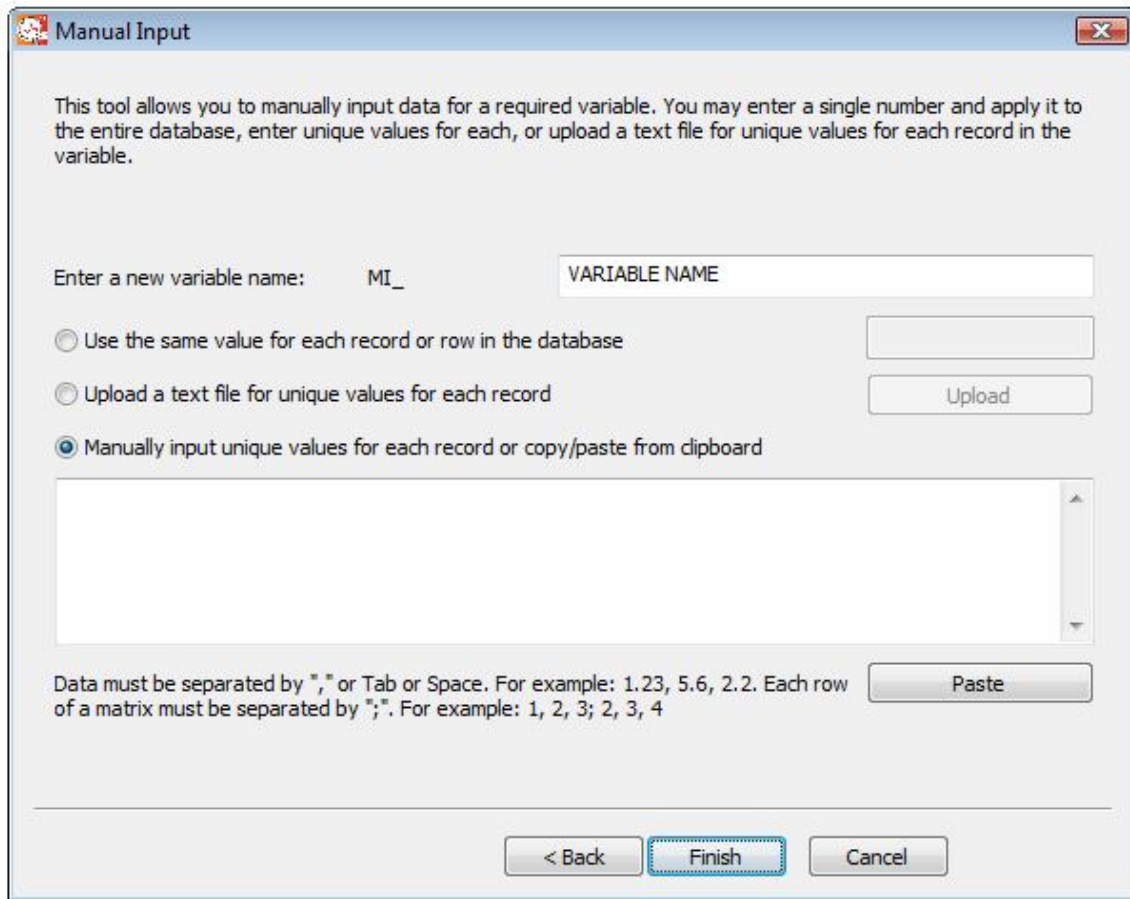 Manual Input
This tool allows you to manually input data for a required variable. You may enter a single number and apply it to
the entire database, enter unique values for each, or upload a text file for unique values for each record in the
variable.
Enter a new variable name: MI_ VARIABLE NAME
Use the same value for each record or row in the database
Upload a text file for unique values for each record Upload
Manually input unique values for each record or copy/paste from clipboard
Data must be separated by "," or Tab or Space. For example: 1.23, 5.6, 2.2. Each row Paste
of a matrix must be separated by ";". For example: 1, 2, 3; 2, 3, 4
< Back Finish Cancel